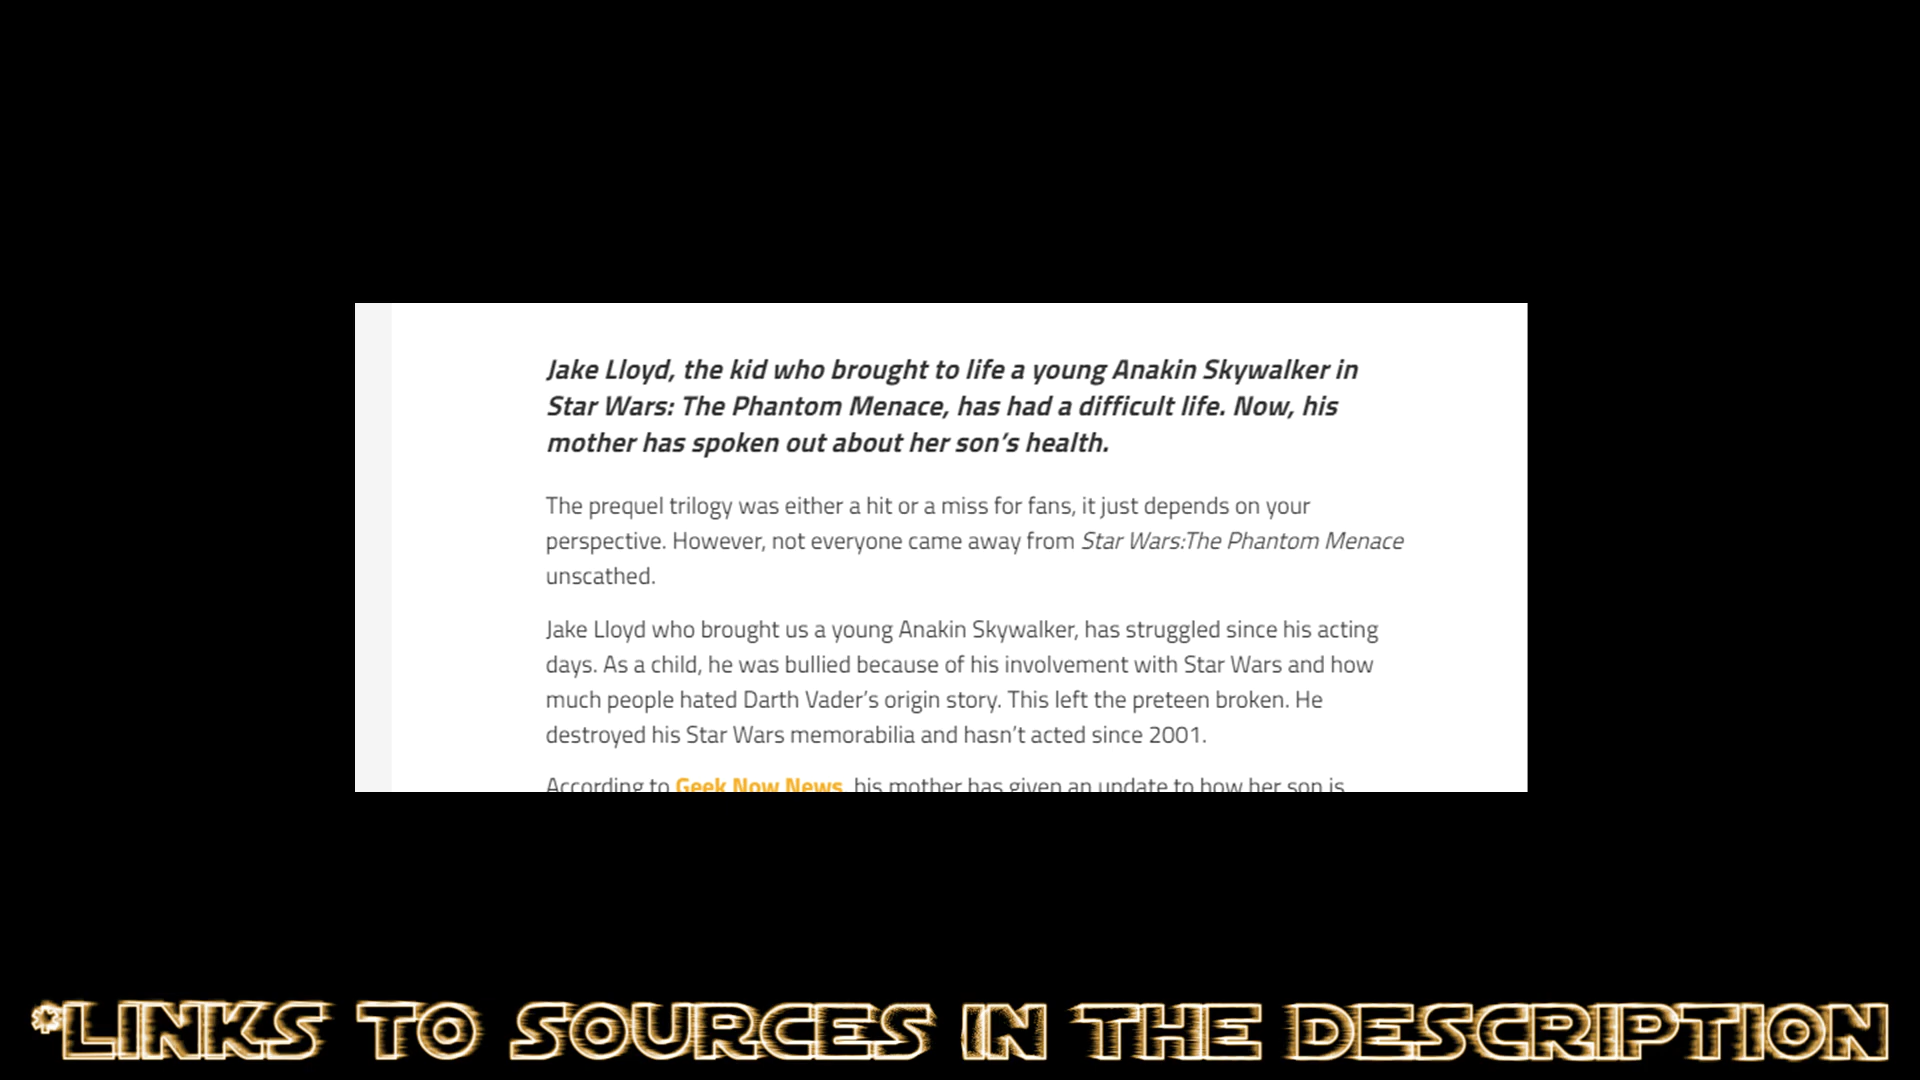 Jake Lloyd, the kid who brought to life a young Anakin Skywalker in
Star Wars: The Phantom Menace, has had a difficult life. Now, his
mother has spoken out about her son’s health.
The prequel trilogy was either a hit or a miss for fans, it just depends on your
perspective. However, not everyone came away from Star Wars:The Phantom Menace
unscathed.
Jake Lloyd who brought us a young Anakin Skywalker, has struggled since his acting
days. As a child, he was bullied because of his involvement with Star Wars and how
much people hated Darth Vader’s origin story. This left the preteen broken. He
destroyed his Star Wars memorabilia and hasn’t acted since 2001.
According to Geek Now News, his mother has given an update to how her son is
*LINKS TO SOURCES IN THE DESCRIPTION